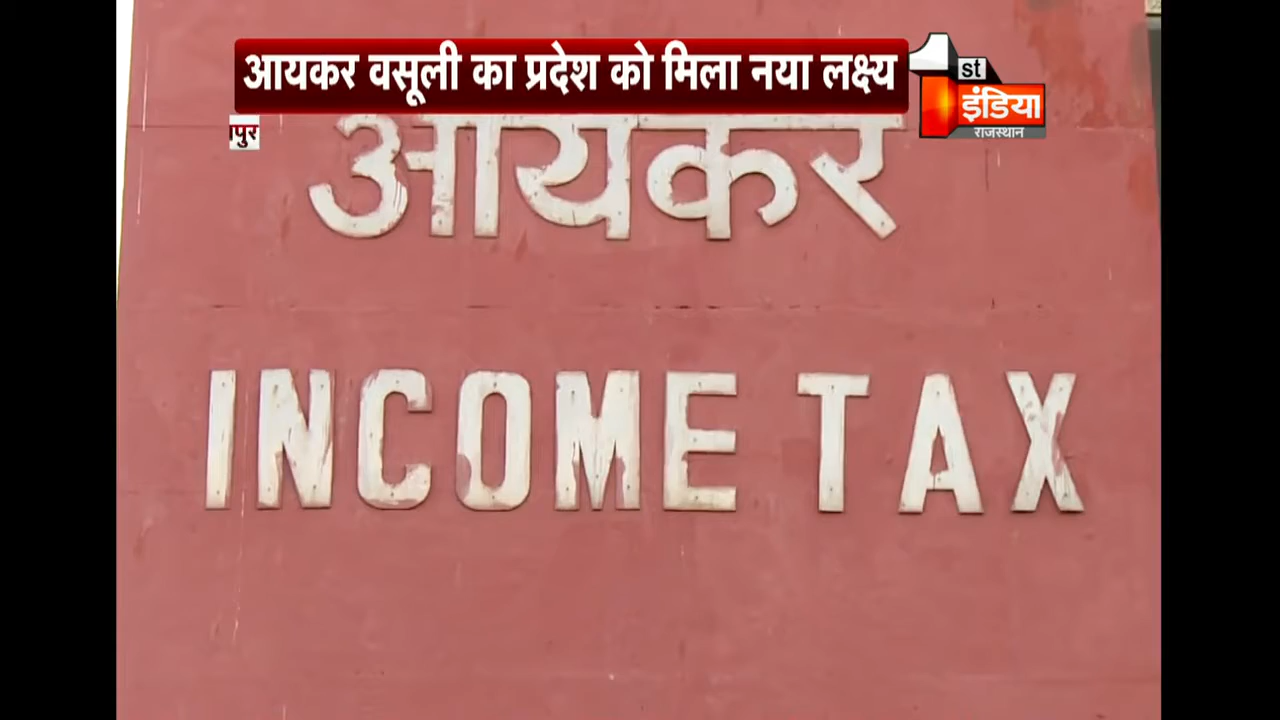 आयकर वसूली का प्रदेश को मिला नया लक्ष्य
1st
इंडिया
राजस्थान
आयकर
INCOME TAX